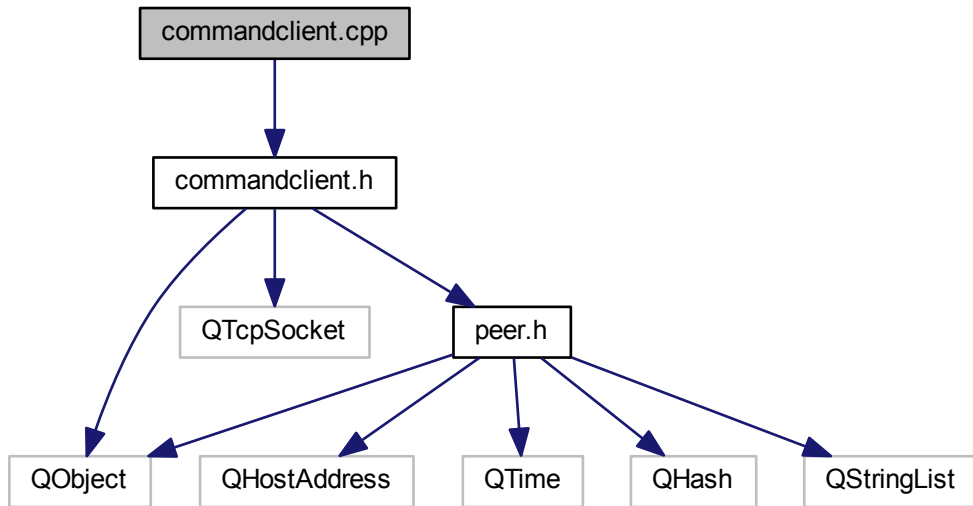 commandclient.cpp
commandclient.h
QTcpSocket
peer.h
QObject
QHostAddress
QTime
QHash
QStringList